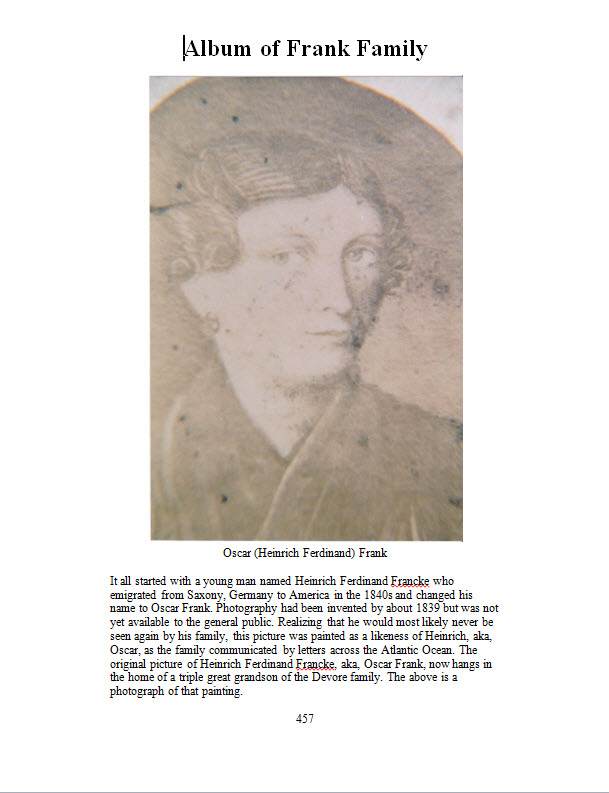 Album of Frank Family
Oscar (Heinrich Ferdinand) Frank
It all started with a young man named Heinrich Ferdinand Francke who
emigrated from Saxony, Germany to America in the 1840s and changed his
name to Oscar Frank. Photography had been invented by about 1839 but was not
yet available to the general public. Realizing that he would most likely never be
seen again by his family, this picture was painted as a likeness of Heinrich, aka,
Oscar, as the family communicated by letters across the Atlantic Ocean. The
original picture of Heinrich Ferdinand Francke, aka, Oscar Frank, now hangs in
the home of a triple great grandson of the Devore family. The above is a
photograph of that painting.
457